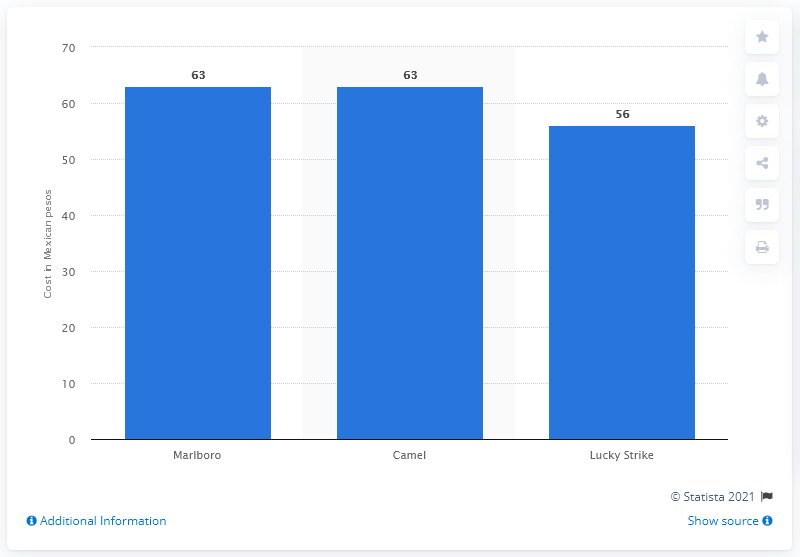 70
60
50
40
30
20
10
0
Cost in Mexican pesos
63
63
56
Marlboro
Camel
Lucky Strike
© Statista 2021
Additional Information
Show source